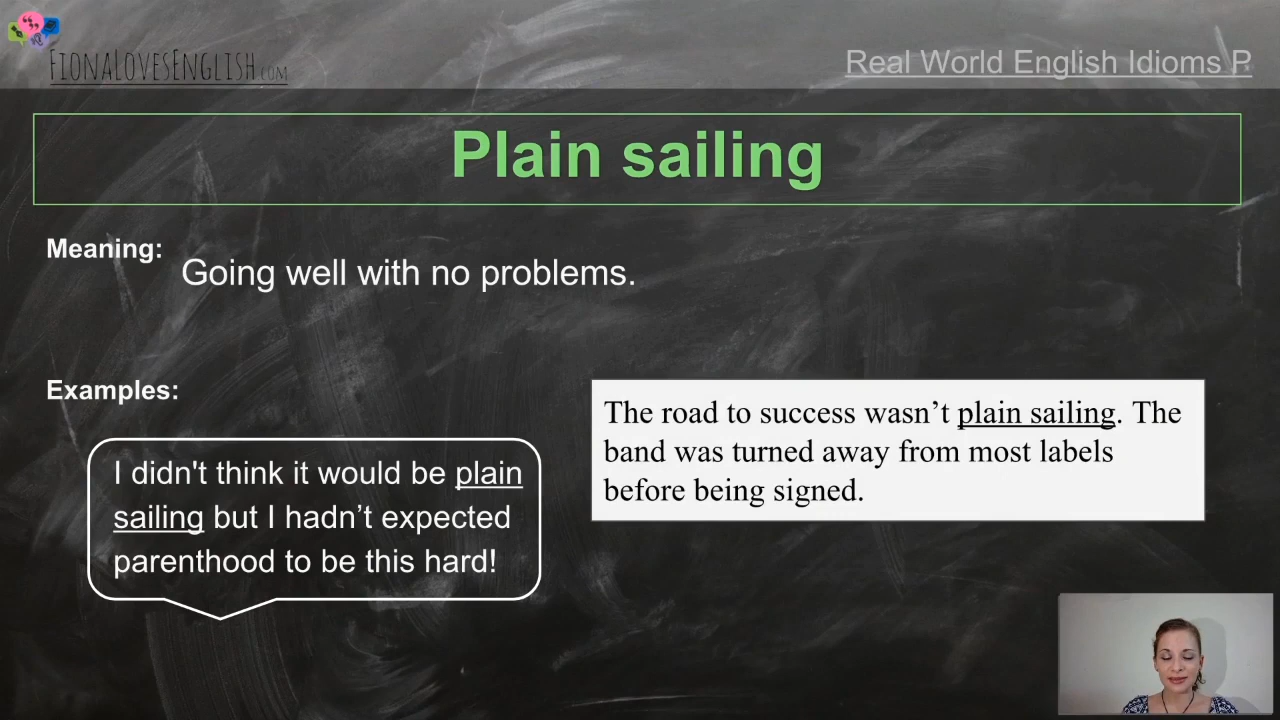 FIONALOVESENGLISH.COM
Real World English Idioms P
Plain sailing
Meaning:
Going well with no problems.
Examples:
I didn't think it would be plain
sailing but I hadn’t expected
parenthood to be this hard!
The road to success wasn’t plain sailing. The
band was turned away from most labels
before being signed.